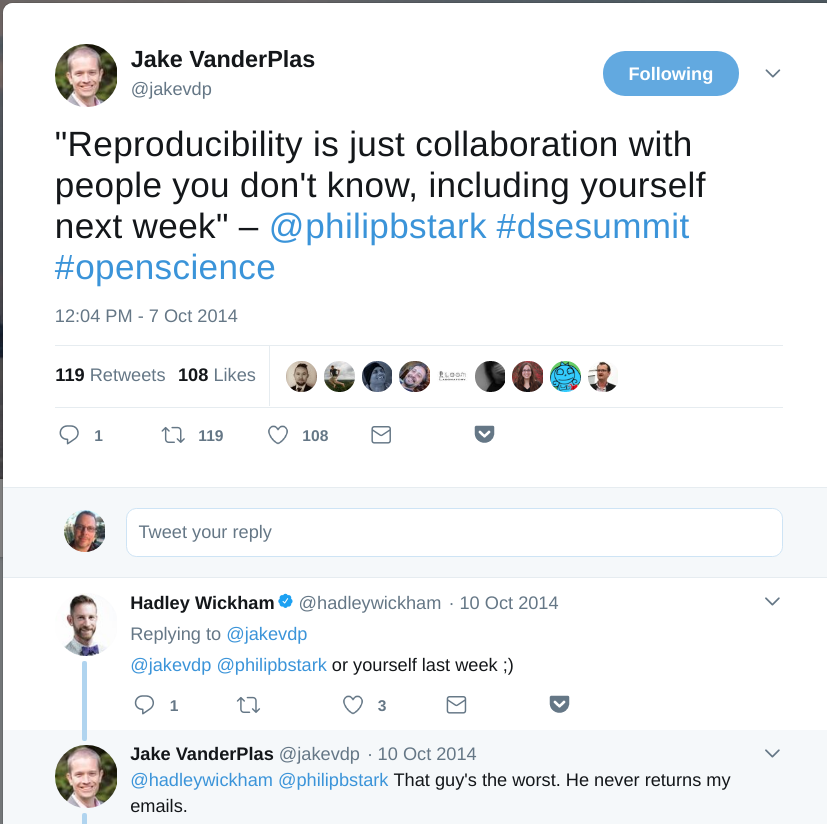 Jake VanderPlas
@jakevdp
Following
"Reproducibility is just collaboration with
people you don't know, including yourself
next week" – @philipbstark #dsesummit
#openscience
12:04 PM - 7 Oct 2014
119 Retweets 108 Likes
1 119 108
Tweet your reply
Hadley Wickham @hadleywickham · 10 Oct 2014
Replying to @jakevdp
@jakevdp @philipbstark or yourself last week ;)
1 3
Jake VanderPlas @jakevdp · 10 Oct 2014
@hadleywickham @philipbstark That guy's the worst. He never returns my
emails.